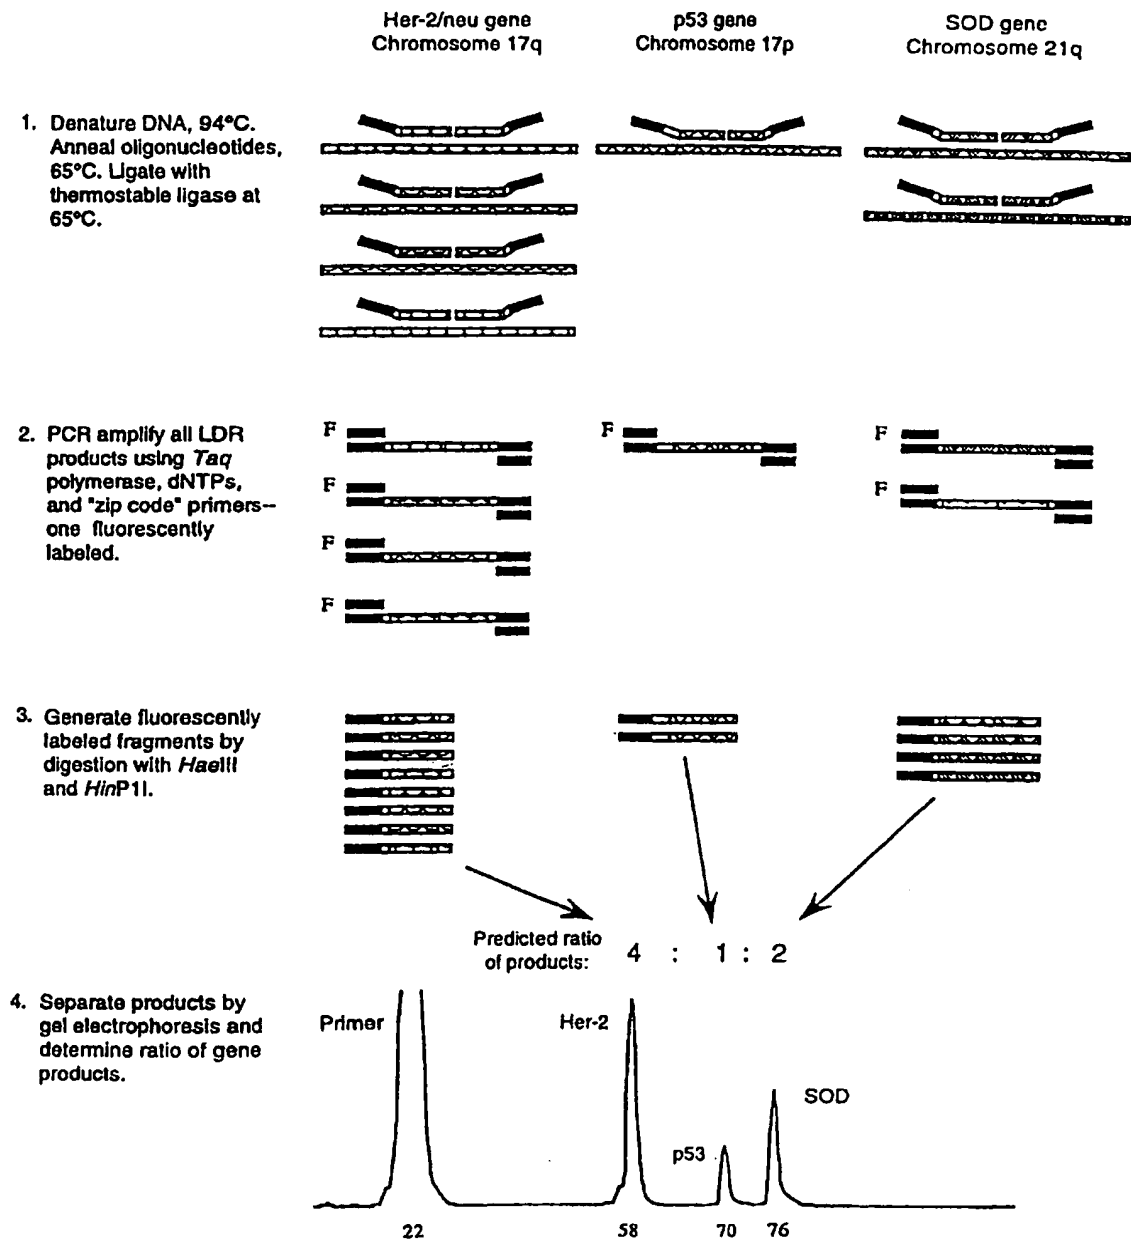 Her-2/neu gene
Chromosome 17q
p53 gene
Chromosome 17p
SOD gene
Chromosome 21q
1. Denature DNA, 94°C.
Anneal oligonucleotides,
65°C. Ligate with
thermostable ligase at
65°C.
2. PCR amplify all LDR
products using Taq
polymerase, dNTPs,
and "zip code" primers--
one fluorescently
labeled.
F
F
F
F
F
F
F
3. Generate fluorescently
labeled fragments by
digestion with HaeIII
and HinP1I.
Predicted ratio
of products:
4 : 1 : 2
4. Separate products by
gel electrophoresis and
determine ratio of gene
products.
Primer
Her-2
p53
SOD
22
58
70
76